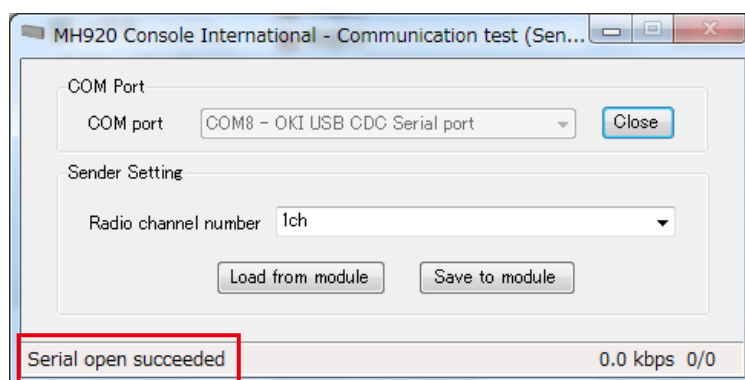 MH920 Console International - Communication test (Sen...
COM Port
COM port COM8 - OKI USB CDC Serial port Close
Sender Setting
Radio channel number 1ch
Load from module Save to module
Serial open succeeded 0.0 kbps 0/0